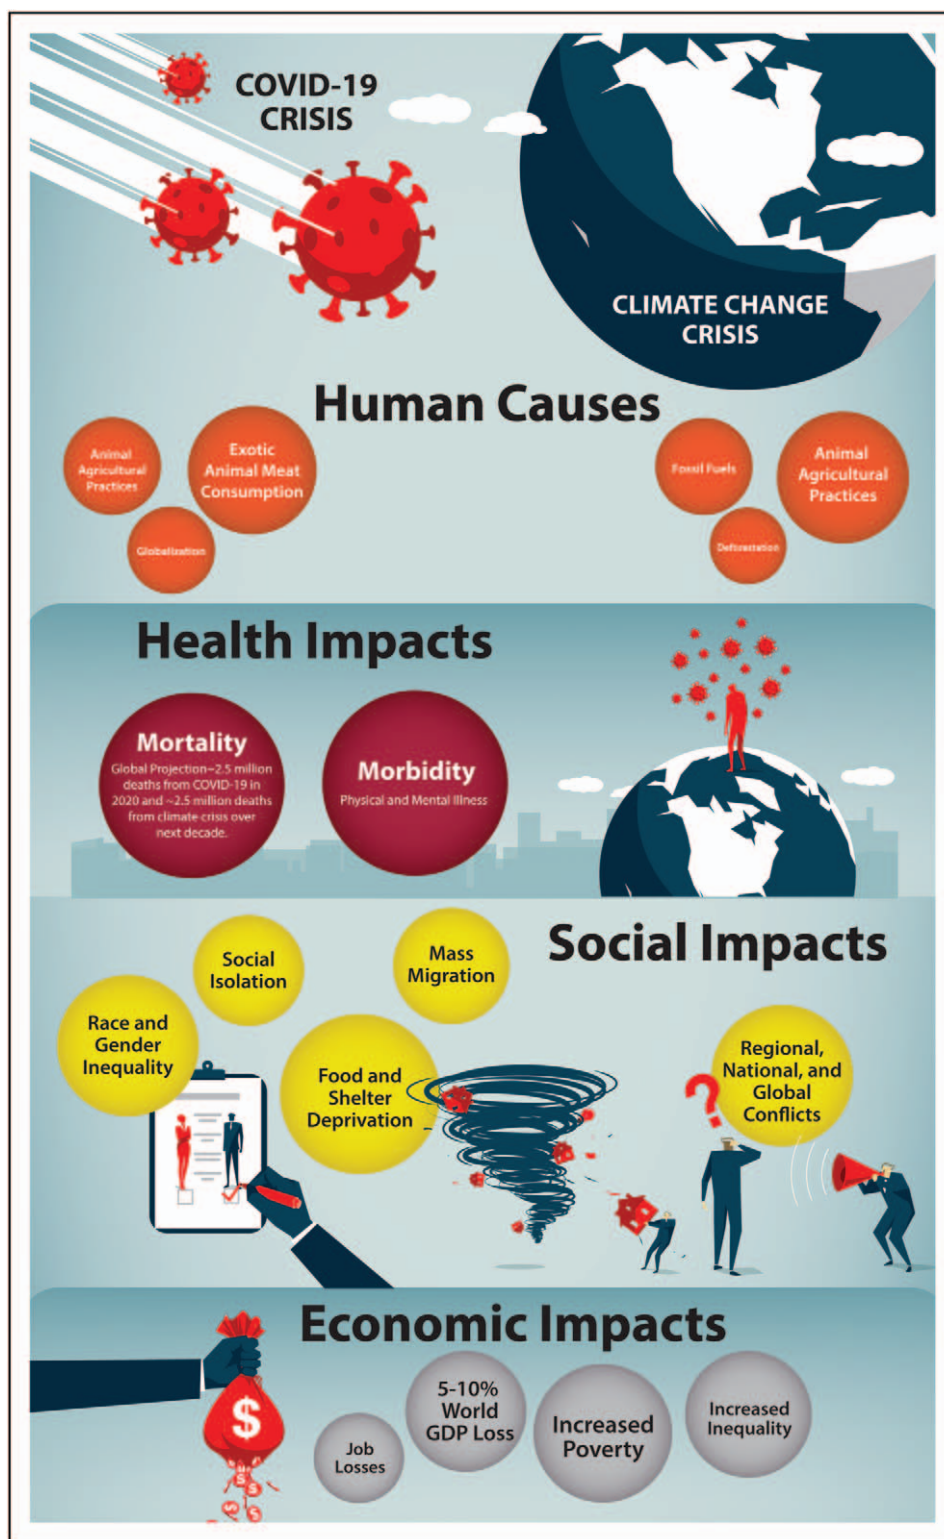 COVID-19
CRISIS
CLIMATE CHANGE
CRISIS
Human Causes
Animal
Agricultural
Practices
Exotic
Animal Meat
Consumption
Globalization
Fossil Fuels
Animal
Agricultural
Practices
Deforestation
Health Impacts
Mortality
Global Projection~2.5 million
deaths from COVID-19 in
2020 and ~2.5 million deaths
from climate crisis over
next decade.
Morbidity
Physical and Mental Illness
Social Impacts
Social
Isolation
Mass
Migration
Race and
Gender
Inequality
Food and
Shelter
Deprivation
Regional,
National, and
Global
Conflicts
?
Economic Impacts
$
Job
Losses
5-10%
World
GDP Loss
Increased
Poverty
Increased
Inequality